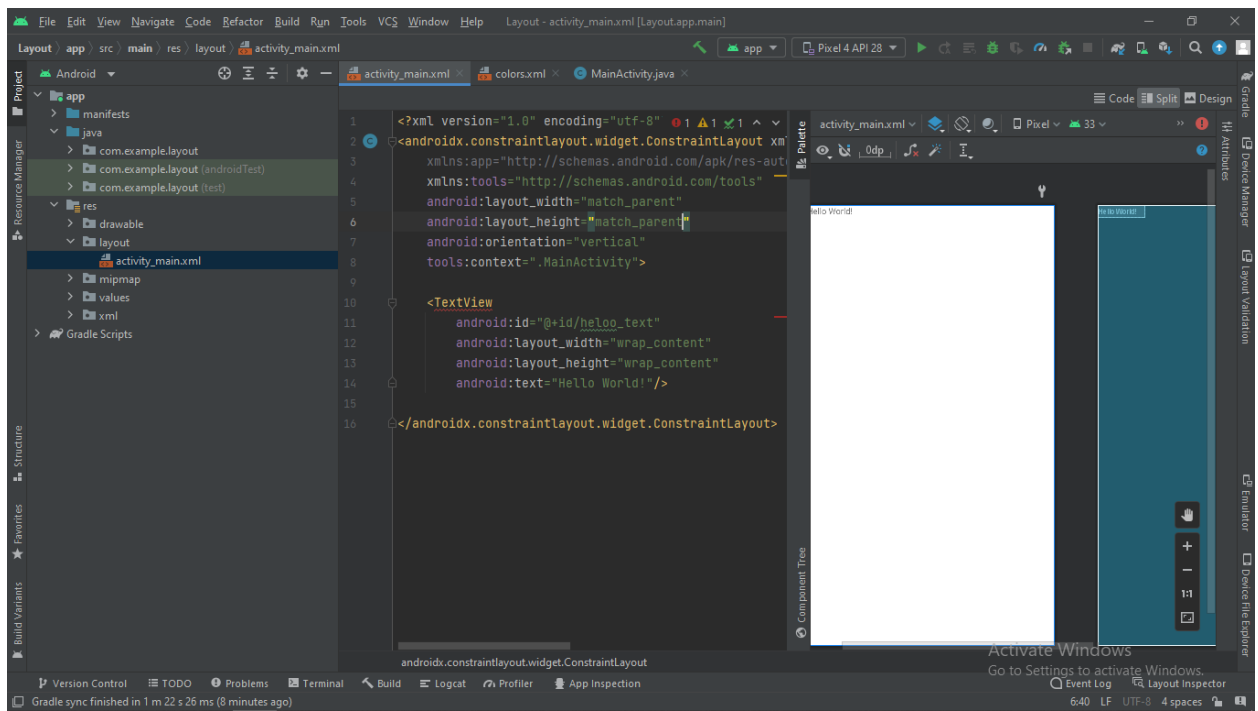 File Edit View Navigate Code Refactor Build Run Tools VCS Window Help Layout - activity_main.xml [Layout.app.main]
Layout app src main res layout activity_main.xml app Pixel 4 API 28
Project Android activity_main.xml colors.xml MainActivity.java
Code Split Design
app
manifests
java
com.example.layout
com.example.layout (androidTest)
com.example.layout (test)
res
drawable
layout
activity_main.xml
mipmap
values
xml
Gradle Scripts
Resource Manager
Structure
Favorites
Build Variants
1 <?xml version="1.0" encoding="utf-8" 1 1 1
2 <androidx.constraintlayout.widget.ConstraintLayout xm
3 xmlns:app="http://schemas.android.com/apk/res-aut
4 xmlns:tools="http://schemas.android.com/tools"
5 android:layout_width="match_parent"
6 android:layout_height="match_parent"
7 android:orientation="vertical"
8 tools:context=".MainActivity">
9
10 <TextView
11 android:id="@+id/heloo_text"
12 android:layout_width="wrap_content"
13 android:layout_height="wrap_content"
14 android:text="Hello World!"/>
15
16 </androidx.constraintlayout.widget.ConstraintLayout>
androidx.constraintlayout.widget.ConstraintLayout
Palette
Component Tree
activity_main.xml Pixel 33
0dp
Hello World!
Hello World!
1:1
Gradle
Attributes
Device Manager
Layout Validation
Emulator
Device File Explorer
Activate Windows
Go to Settings to activate Windows.
Version Control TODO Problems Terminal Build Logcat Profiler App Inspection Event Log Layout Inspector
Gradle sync finished in 1 m 22 s 26 ms (8 minutes ago) 6:40 LF UTF-8 4 spaces